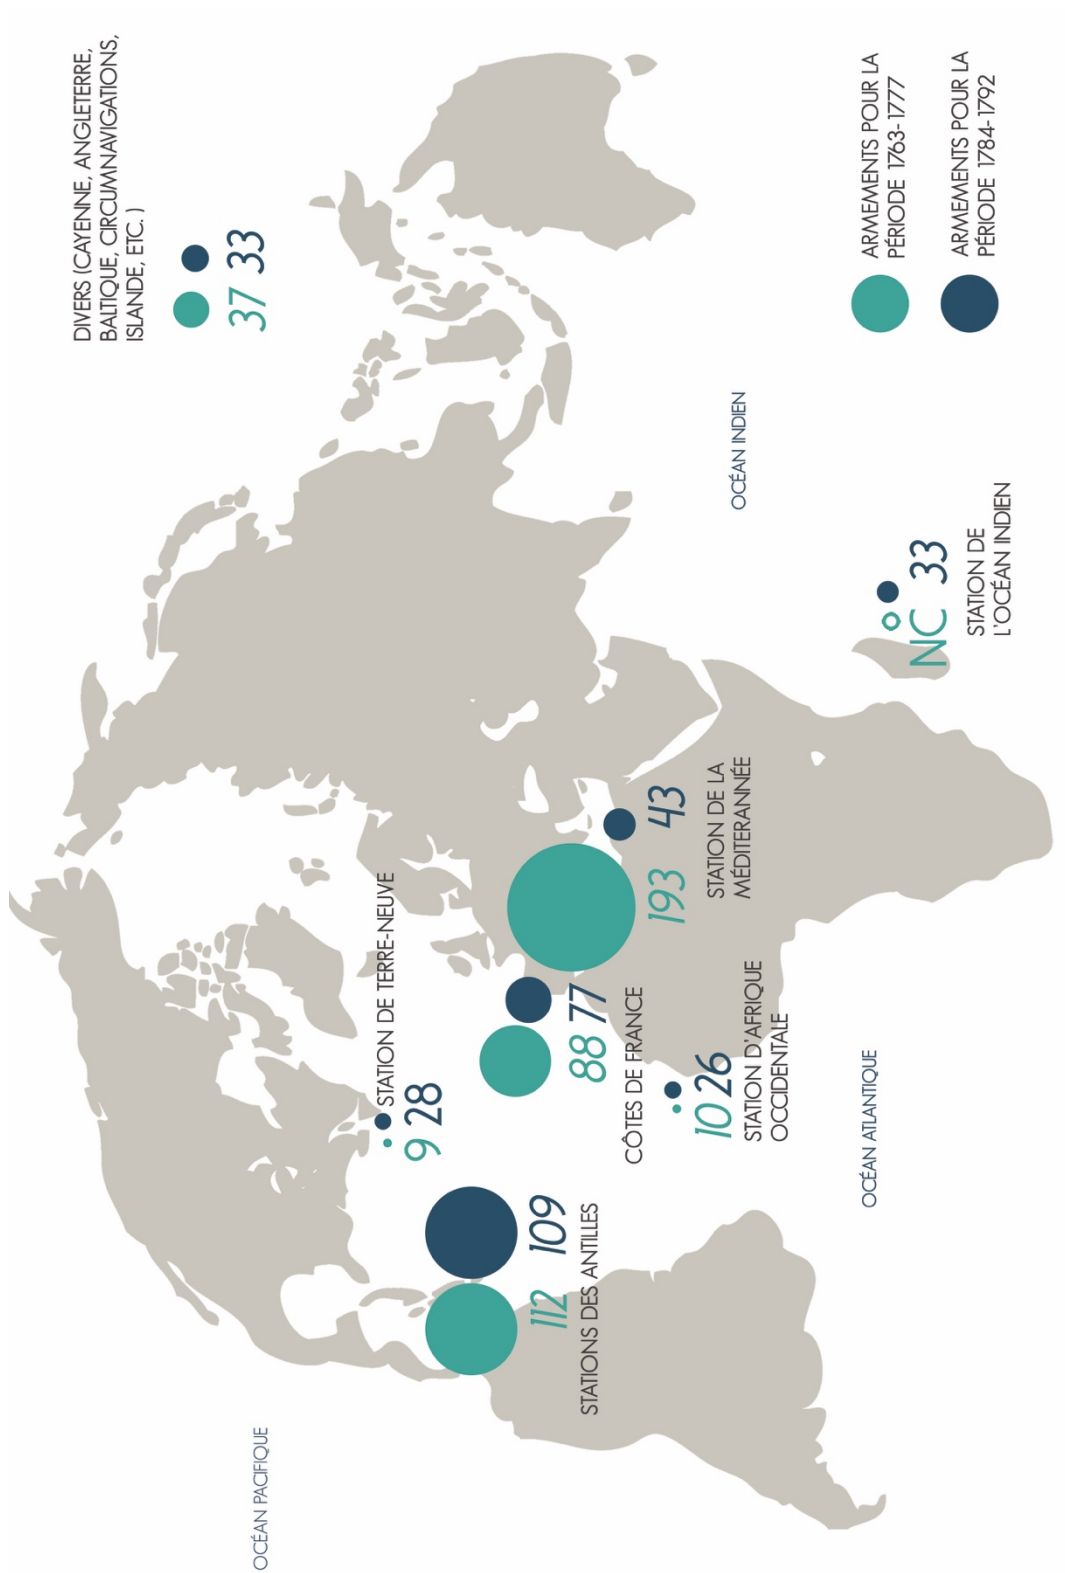 DIVERS (CAYENNE, ANGLETERRE,
BALTIQUE, CIRCUMNAVIGATIONS,
ISLANDE, ETC. )
37 33
OCÉAN PACIFIQUE
STATION DE TERRE-NEUVE
9 28
112 109
STATIONS DES ANTILLES
88 77
CÔTES DE FRANCE
193 43
STATION DE LA
MÉDITERANNÉE
10 26
STATION D'AFRIQUE
OCCIDENTALE
OCÉAN ATLANTIQUE
OCÉAN INDIEN
NC 33
STATION DE
L'OCÉAN INDIEN
ARMEMENTS POUR LA
PÉRIODE 1763-1777
ARMEMENTS POUR LA
PÉRIODE 1784-1792